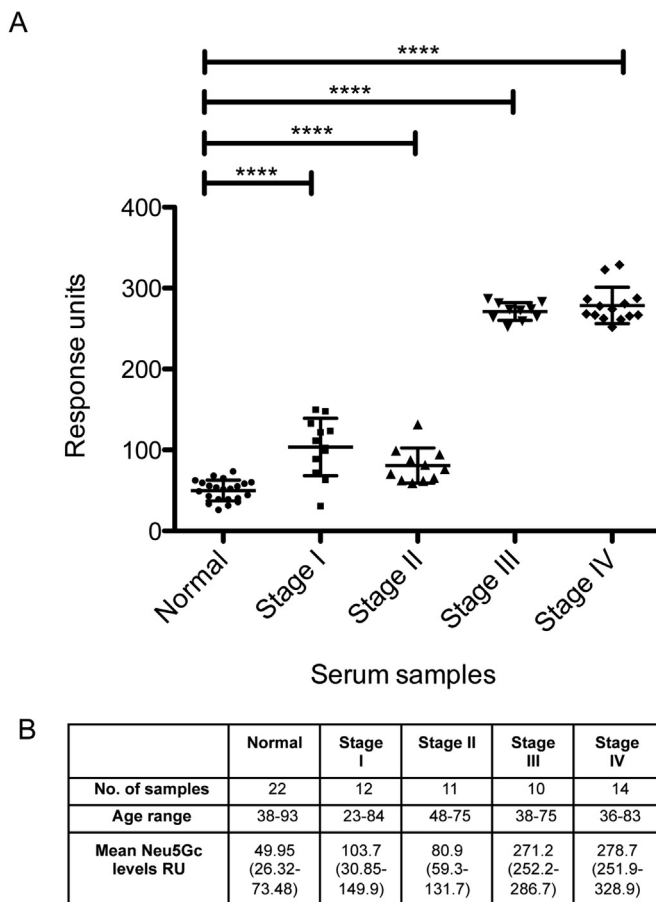 A
****
****
****
****
400
300
200
100
0
Response units
Normal
Stage I
Stage II
Stage III
Stage IV
Serum samples
B
Normal Stage I Stage II Stage III Stage IV
No. of samples 22 12 11 10 14
Age range 38-93 23-84 48-75 38-75 36-83
Mean Neu5Gc levels RU 49.95 (26.32-73.48) 103.7 (30.85-149.9) 80.9 (59.3-131.7) 271.2 (252.2-286.7) 278.7 (251.9-328.9)